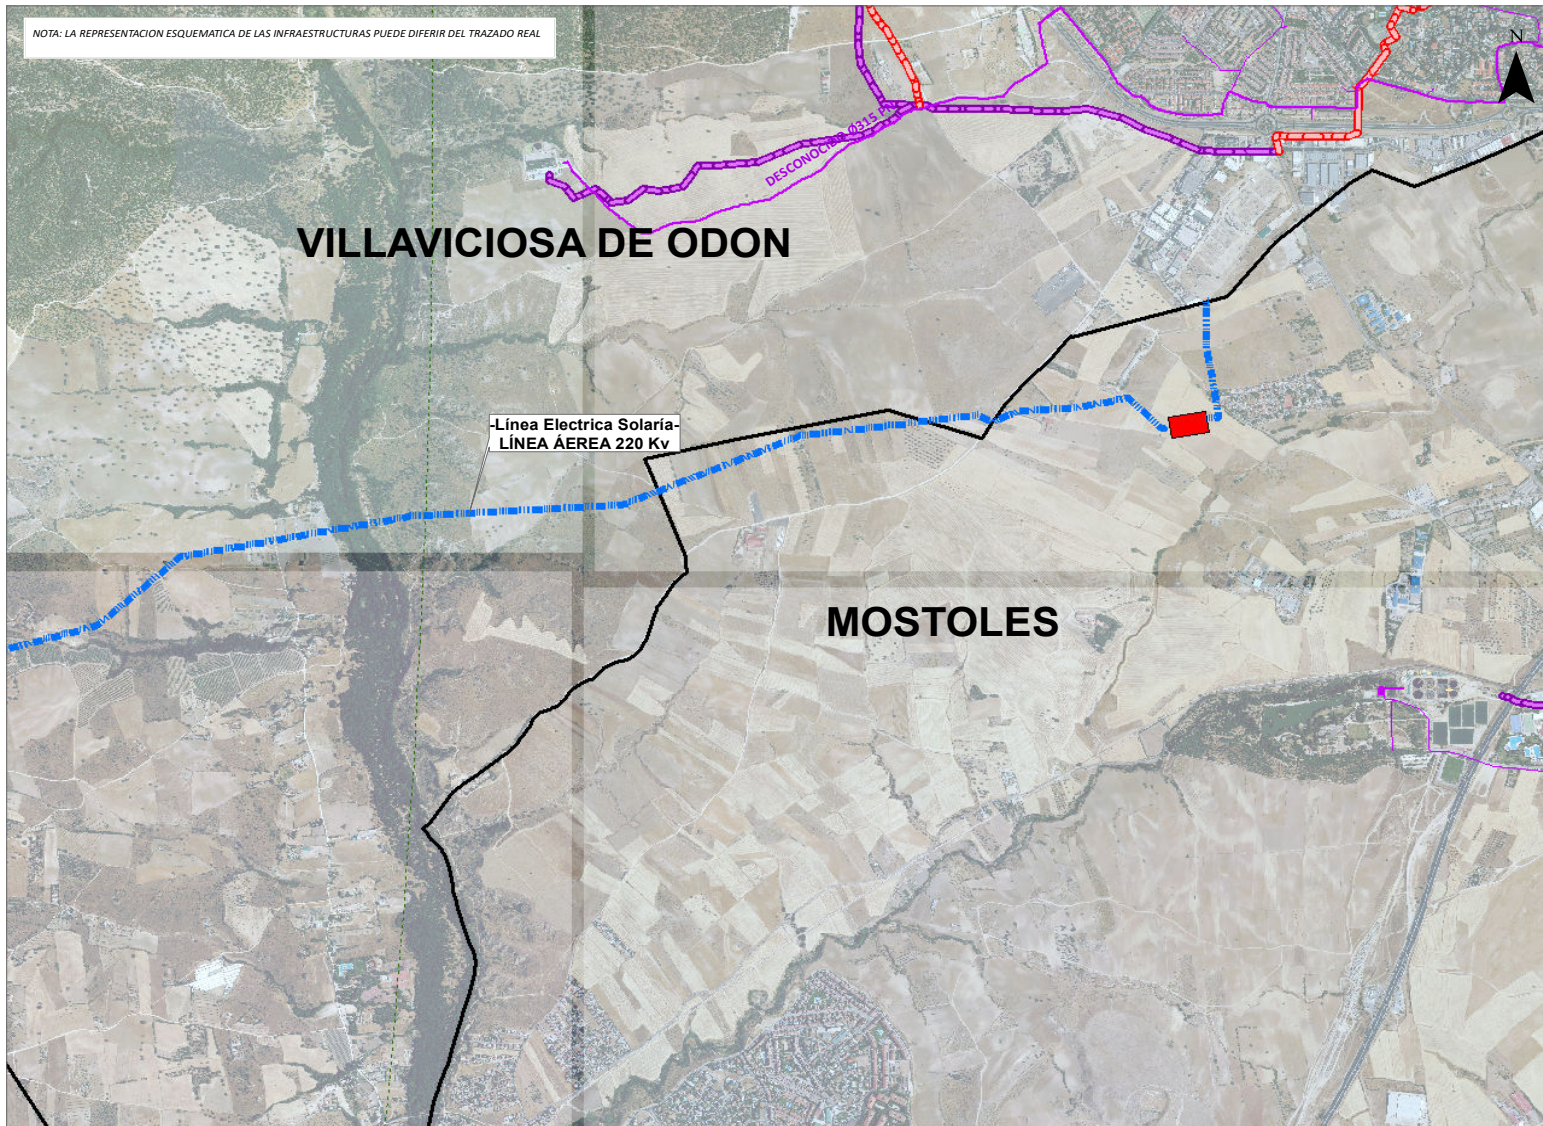 NOTA: LA REPRESENTACION ESQUEMATICA DE LAS INFRAESTRUCTURAS PUEDE DIFERIR DEL TRAZADO REAL
N
DESCONOCIDO Ø315
VILLAVICIOSA DE ODON
-Línea Electrica Solaría-
LÍNEA ÁEREA 220 Kv
MOSTOLES